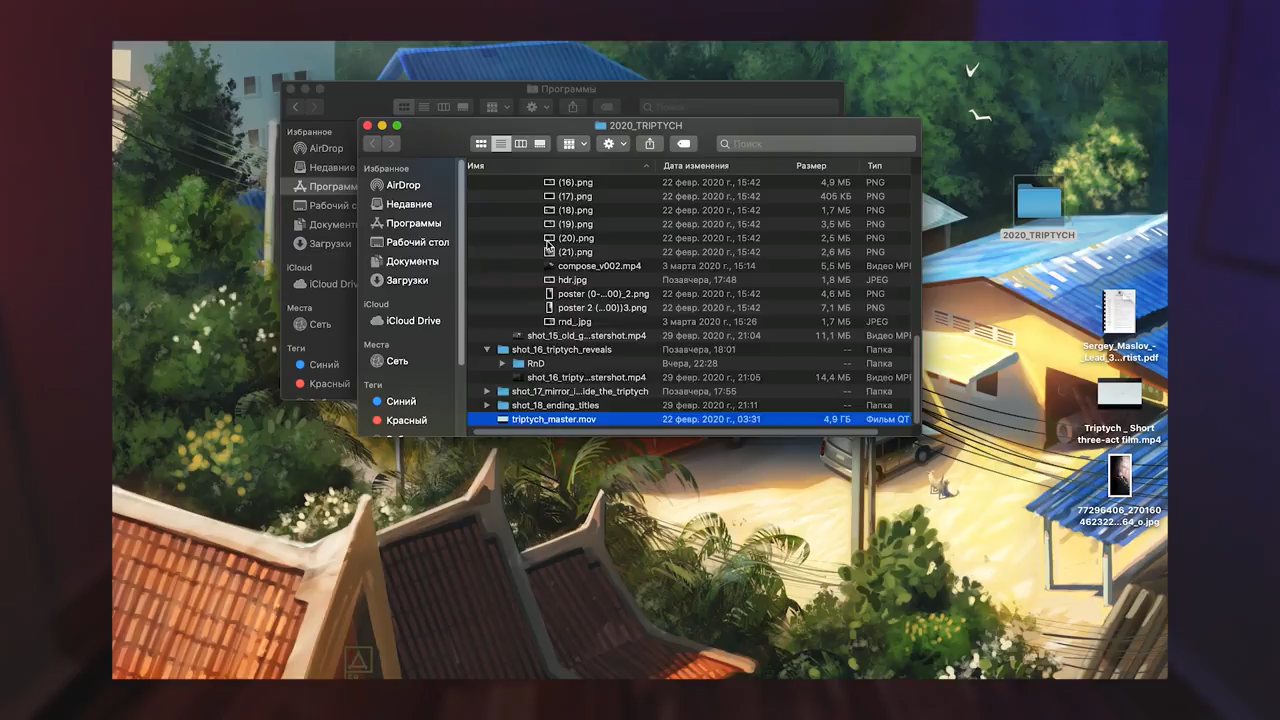 Программы
Поиск
Избранное
AirDrop
Недавние
Программ
Рабочий с
Документ
Загрузки
iCloud
iCloud Driv
Места
Сеть
Теги
Синий
Красный
2020_TRIPTYCH
Поиск
Избранное
AirDrop
Недавние
Программы
Рабочий стол
Документы
Загрузки
iCloud
iCloud Drive
Места
Сеть
Теги
Синий
Красный
Имя Дата изменения Размер Тип
(16).png 22 февр. 2020 г., 15:42 4,9 МБ PNG
(17).png 22 февр. 2020 г., 15:42 405 КБ PNG
(18).png 22 февр. 2020 г., 15:42 1,7 МБ PNG
(19).png 22 февр. 2020 г., 15:42 3,4 МБ PNG
(20).png 22 февр. 2020 г., 15:42 2,5 МБ PNG
(21).png 22 февр. 2020 г., 15:42 2,6 МБ PNG
compose_v002.mp4 3 марта 2020 г., 15:14 5,5 МБ Видео MPE
hdr.jpg Позавчера, 17:48 1,8 МБ JPEG
poster (0-...00)_2.png 22 февр. 2020 г., 15:42 4,6 МБ PNG
poster 2 (...00))3.png 22 февр. 2020 г., 15:42 7,1 МБ PNG
rnd_.jpg 3 марта 2020 г., 15:26 1,7 МБ JPEG
shot_15_old_g...stershot.mp4 29 февр. 2020 г., 21:04 11,1 МБ Видео MPE
shot_16_triptych_reveals Позавчера, 18:01 -- Папка
RnD Вчера, 22:28 -- Папка
shot_16_tripty...stershot.mp4 29 февр. 2020 г., 21:05 14,4 МБ Видео MPE
shot_17_mirror_i...lde_the_triptych Позавчера, 17:55 -- Папка
shot_18_ending_titles 29 февр. 2020 г., 21:11 -- Папка
triptych_master.mov 22 февр. 2020 г., 03:31 4,9 ГБ Фильм QT
2020_TRIPTYCH
Sergey_Maslov_-
_Lead_3...rtist.pdf
Triptych _ Short
three-act film.mp4
77296406_270160
462322...64_o.jpg